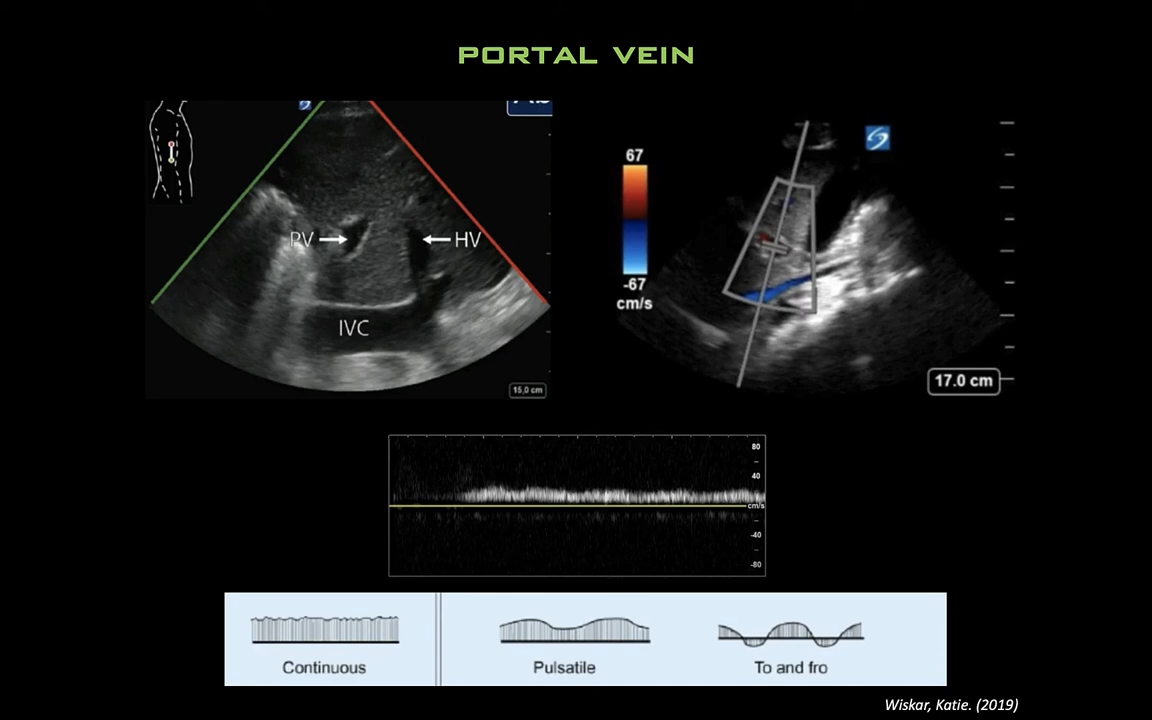 PORTAL VEIN
67
-67
cm/s
PV
HV
IVC
15.0 cm
17.0 cm
80
40
cm/s
-40
-80
Continuous
Pulsatile
To and fro
Wiskar, Katie. (2019)